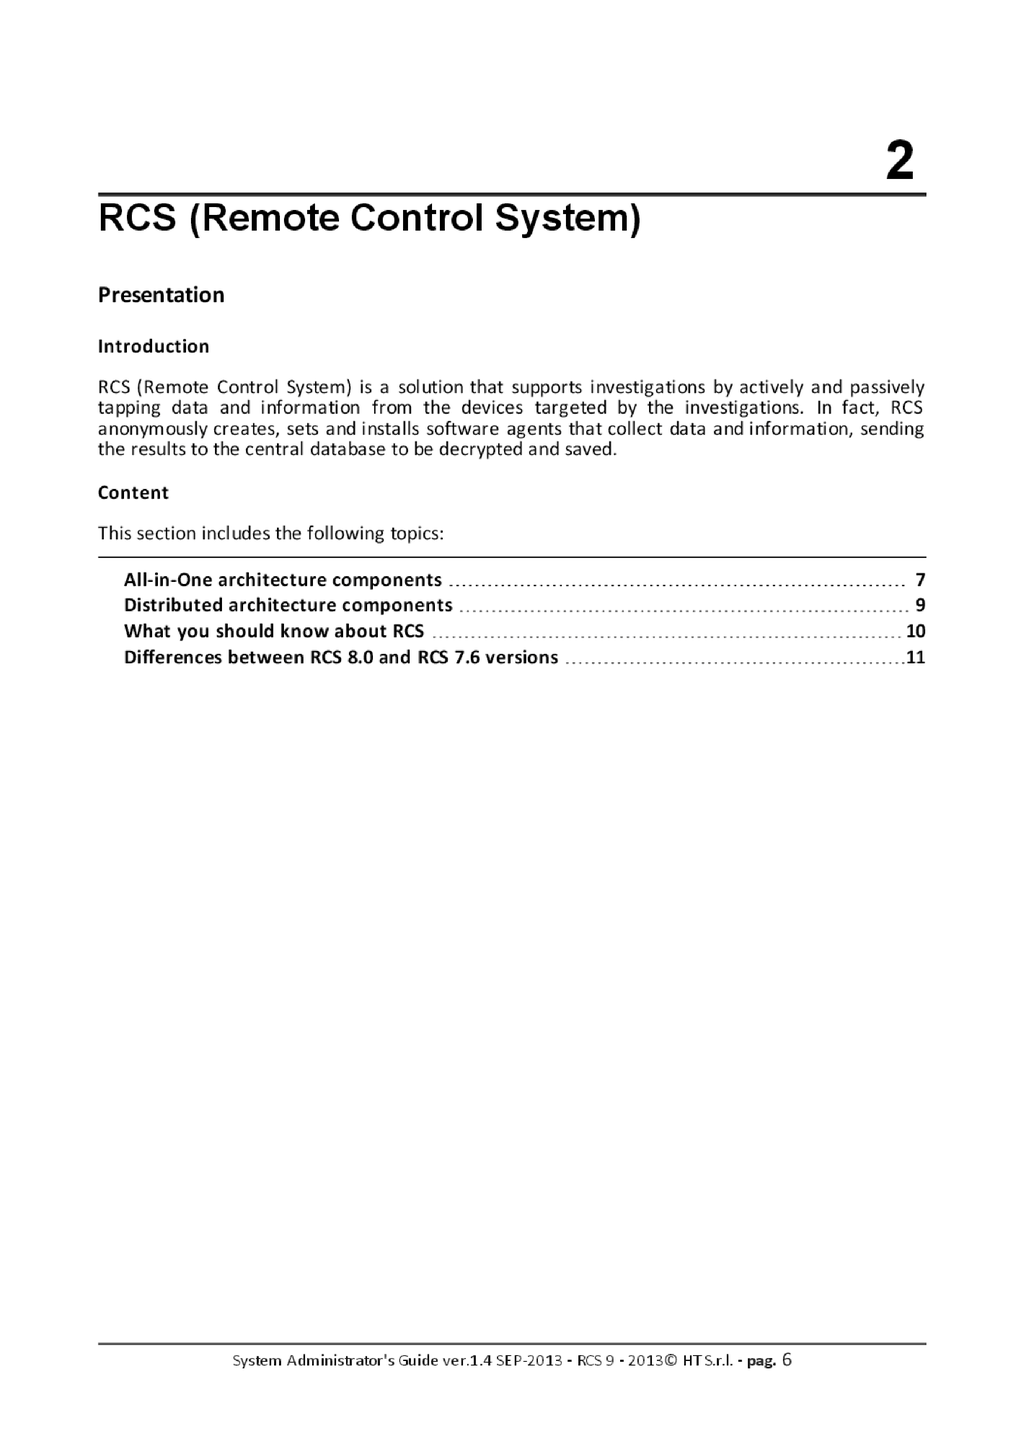 2
RCS (Remote Control System)
Presentation
Introduction
RCS (Remote Control System) is a solution that supports investigations by actively and passively
tapping data and information from the devices targeted by the investigations. In fact, RCS
anonymously creates, sets and installs software agents that collect data and information, sending
the results to the central database to be decrypted and saved.
Content
This section includes the following topics:
All-in-One architecture components 7
Distributed architecture components 9
What you should know about RCS 10
Differences between RCS 8.0 and RCS 7.6 versions 11
System Administrator's Guide ver.1.4 SEP-2013 - RCS 9 - 2013© HT S.r.l. - pag. 6